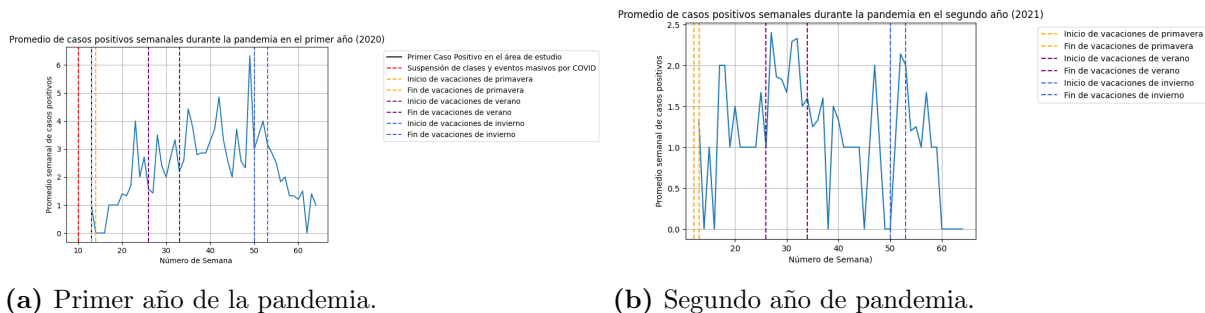 Promedio de casos positivos semanales durante la pandemia en el primer año (2020)
Promedio semanal de casos positivos
6
5
4
3
2
1
0
10
20
30
40
50
60
Número de Semana
Primer Caso Positivo en el área de estudio
Suspensión de clases y eventos masivos por COVID
Inicio de vacaciones de primavera
Fin de vacaciones de primavera
Inicio de vacaciones de verano
Fin de vacaciones de verano
Inicio de vacaciones de invierno
Fin de vacaciones de invierno
(a) Primer año de la pandemia.
Promedio de casos positivos semanales durante la pandemia en el segundo año (2021)
Promedio semanal de casos positivos
2.5
2.0
1.5
1.0
0.5
0.0
20
30
40
50
60
Número de Semana)
Inicio de vacaciones de primavera
Fin de vacaciones de primavera
Inicio de vacaciones de verano
Fin de vacaciones de verano
Inicio de vacaciones de invierno
Fin de vacaciones de invierno
(b) Segundo año de pandemia.